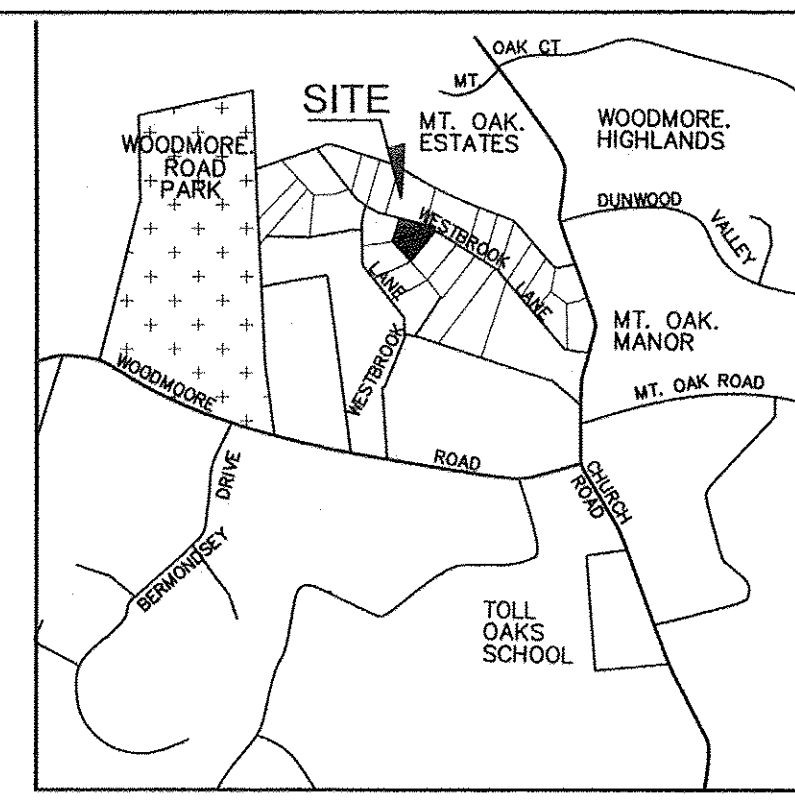 OAK CT
MT.
SITE
MT. OAK.
ESTATES
WOODMORE.
HIGHLANDS
WOODMORE.
ROAD
PARK
DUNWOOD
VALLEY
WESTBROOK
LANE
LANE
WESTBROOK
MT. OAK.
MANOR
WOODMOORE
MT. OAK ROAD
ROAD
CHURCH
ROAD
DRIVE
BERMONDSEY
TOLL
OAKS
SCHOOL